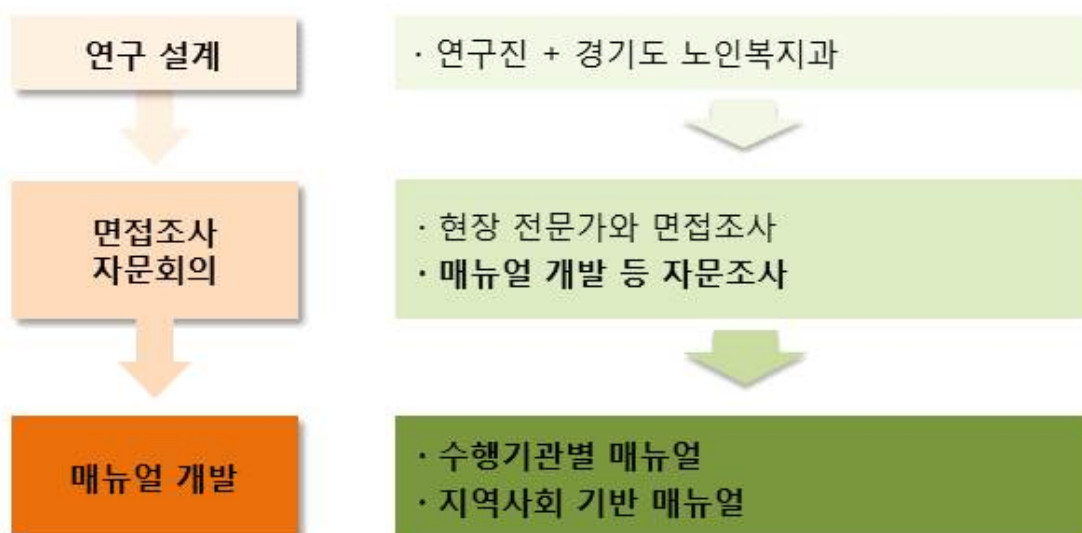 연구 설계
· 연구진 + 경기도 노인복지과
면접조사
자문회의
· 현장 전문가와 면접조사
· 매뉴얼 개발 등 자문조사
매뉴얼 개발
· 수행기관별 매뉴얼
· 지역사회 기반 매뉴얼